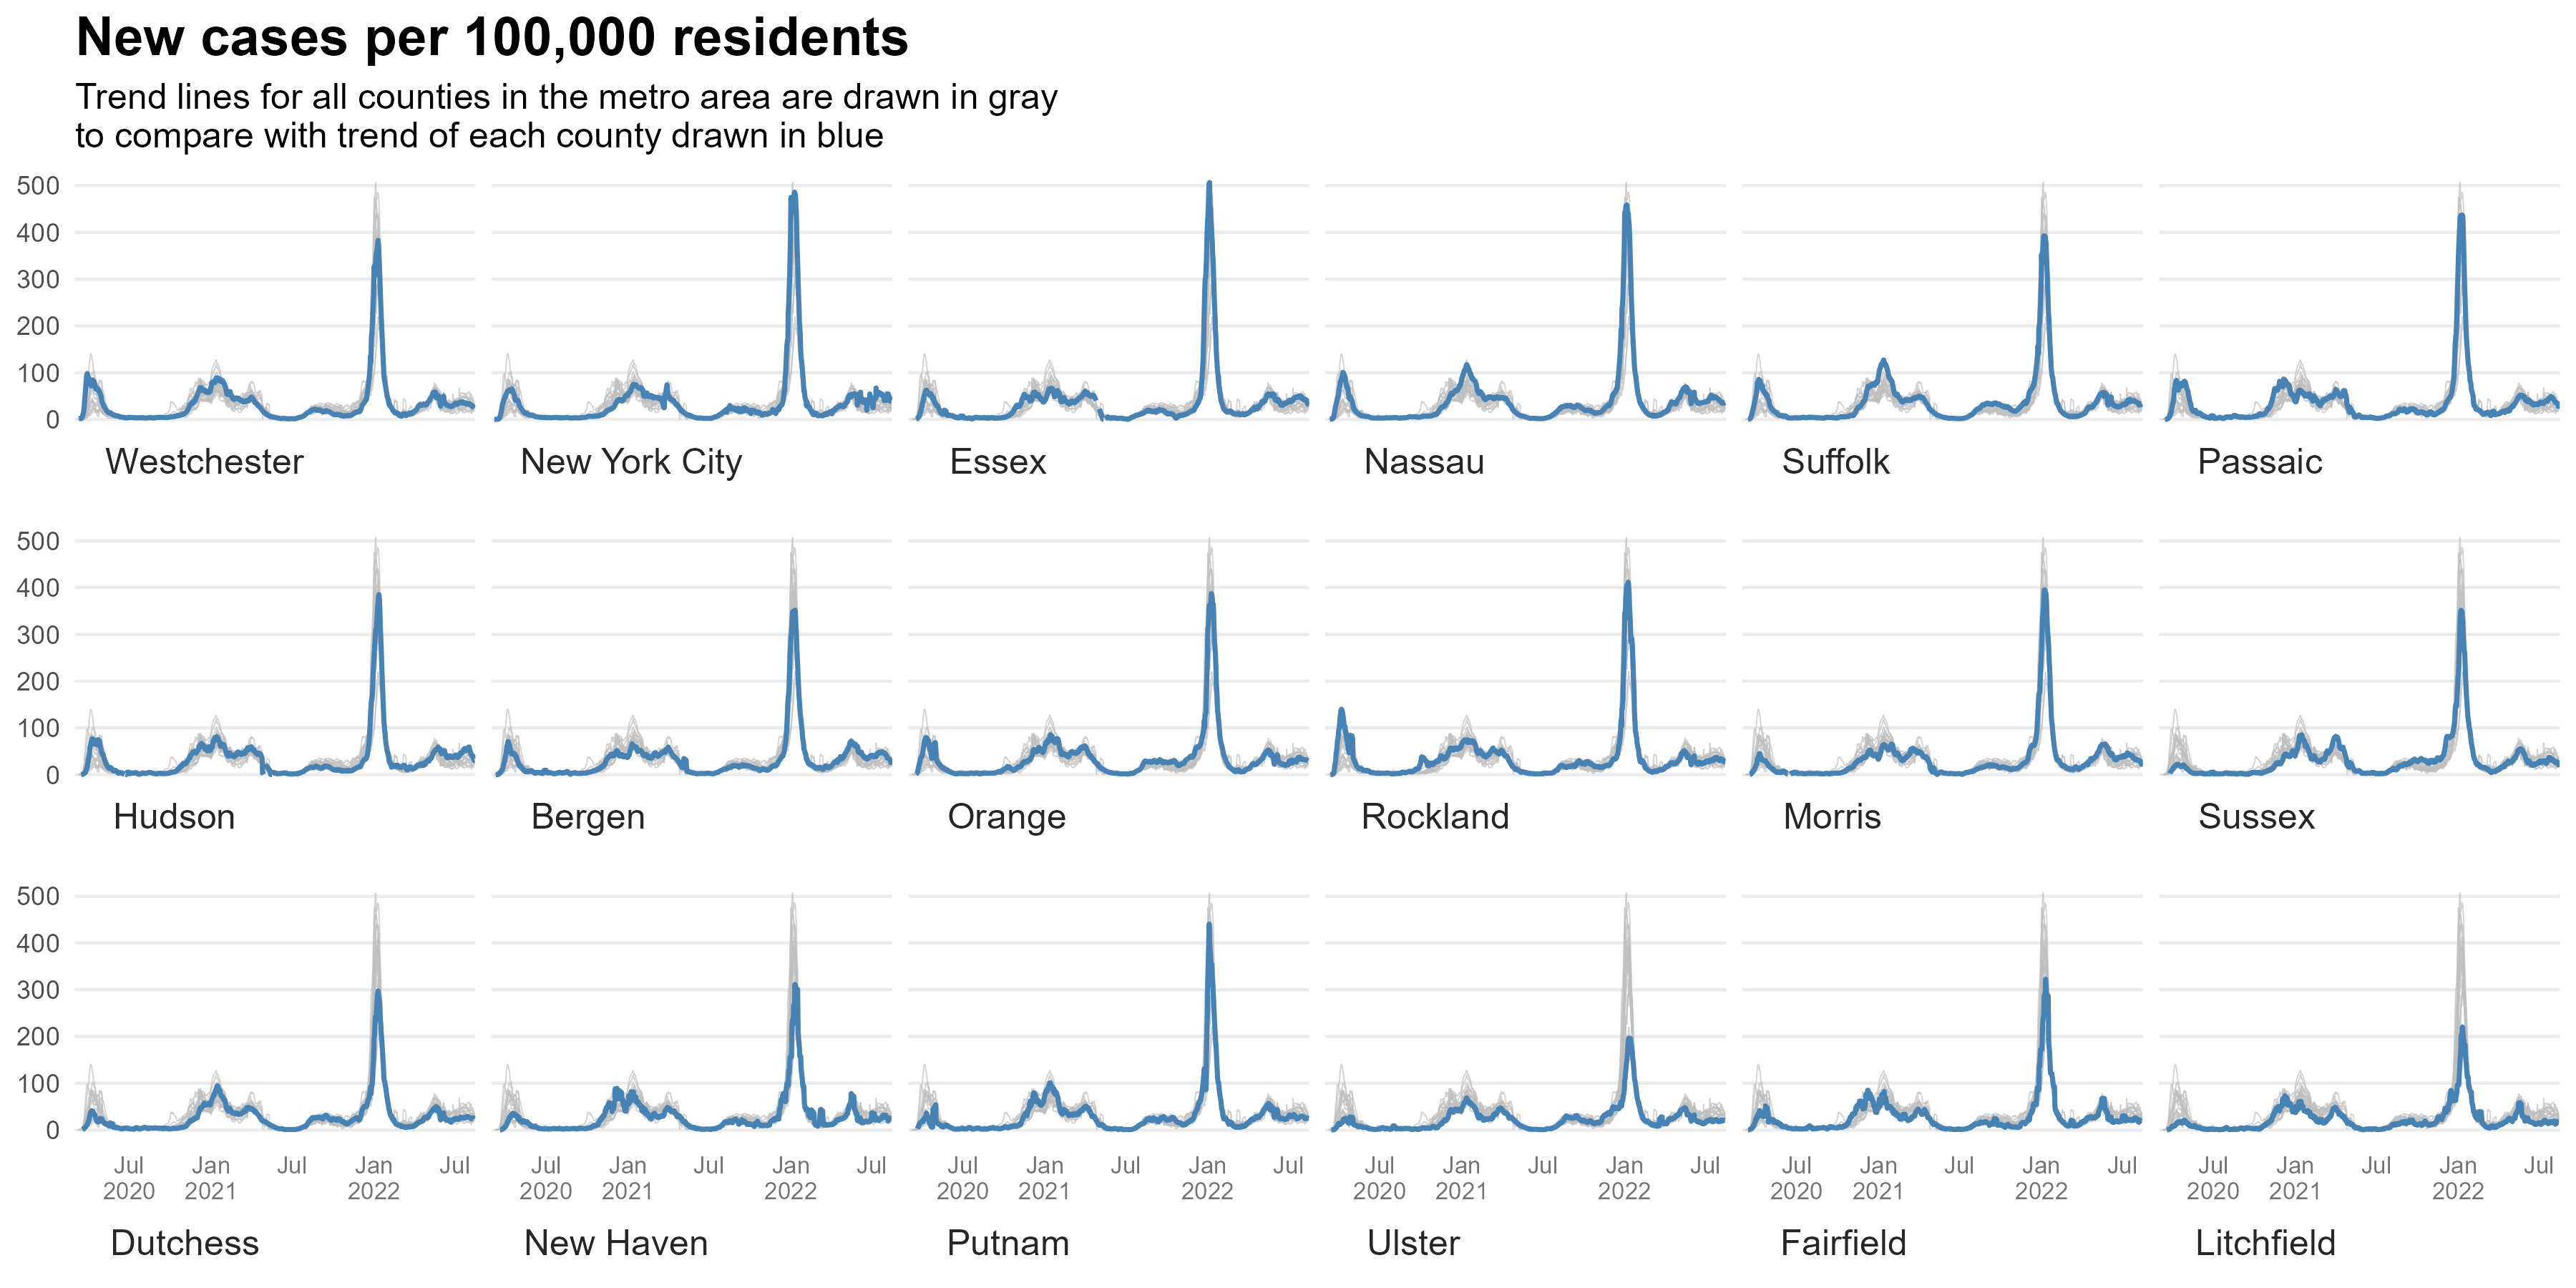 New cases per 100,000 residents
Trend lines for all counties in the metro area are drawn in gray
to compare with trend of each county drawn in blue
500
400
300
200
100
0
Westchester New York City Essex Nassau Suffolk Passaic
500
400
300
200
100
0
Hudson Bergen Orange Rockland Morris Sussex
500
400
300
200
100
0
Jul Jan Jul Jan Jul Jul Jan Jul Jan Jul Jul Jan Jul Jan Jul Jul Jan Jul Jan Jul Jul Jan Jul Jan Jul Jul Jan Jul Jan Jul
2020 2021 2022 2020 2021 2022 2020 2021 2022 2020 2021 2022 2020 2021 2022 2020 2021 2022
Dutchess New Haven Putnam Ulster Fairfield Litchfield